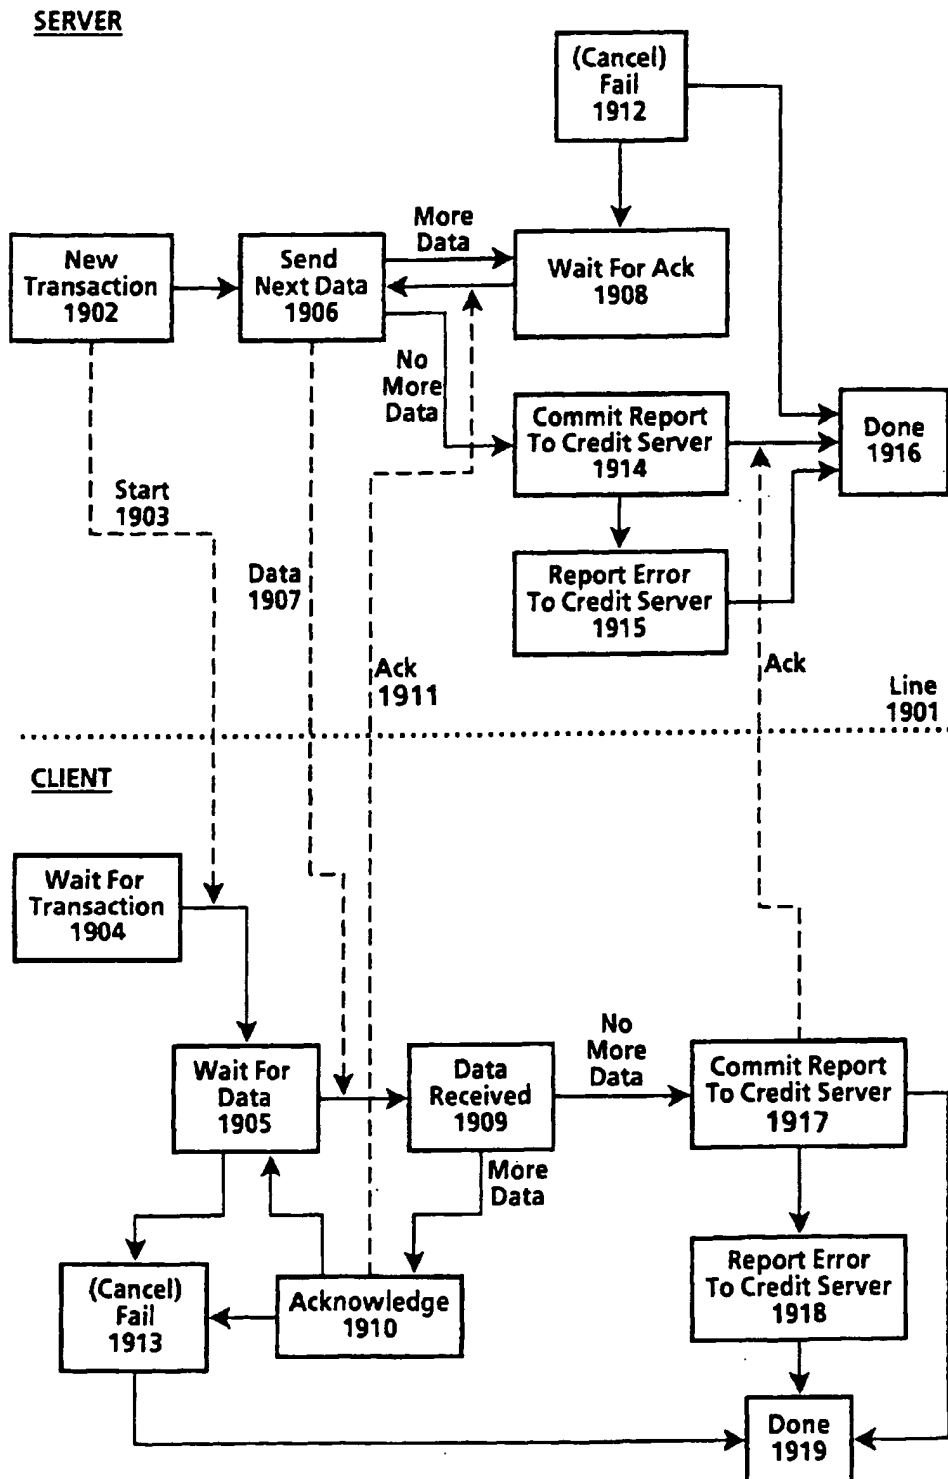 SERVER
(Cancel)
Fail
1912
More
Data
New
Transaction
1902
Send
Next Data
1906
Wait For Ack
1908
No
More
Data
Commit Report
To Credit Server
1914
Done
1916
Start
1903
Data
1907
Report Error
To Credit Server
1915
Ack
1911
Ack
Line
1901
CLIENT
Wait For
Transaction
1904
Wait For
Data
1905
Data
Received
1909
No
More
Data
Commit Report
To Credit Server
1917
More
Data
(Cancel)
Fail
1913
Acknowledge
1910
Report Error
To Credit Server
1918
Done
1919